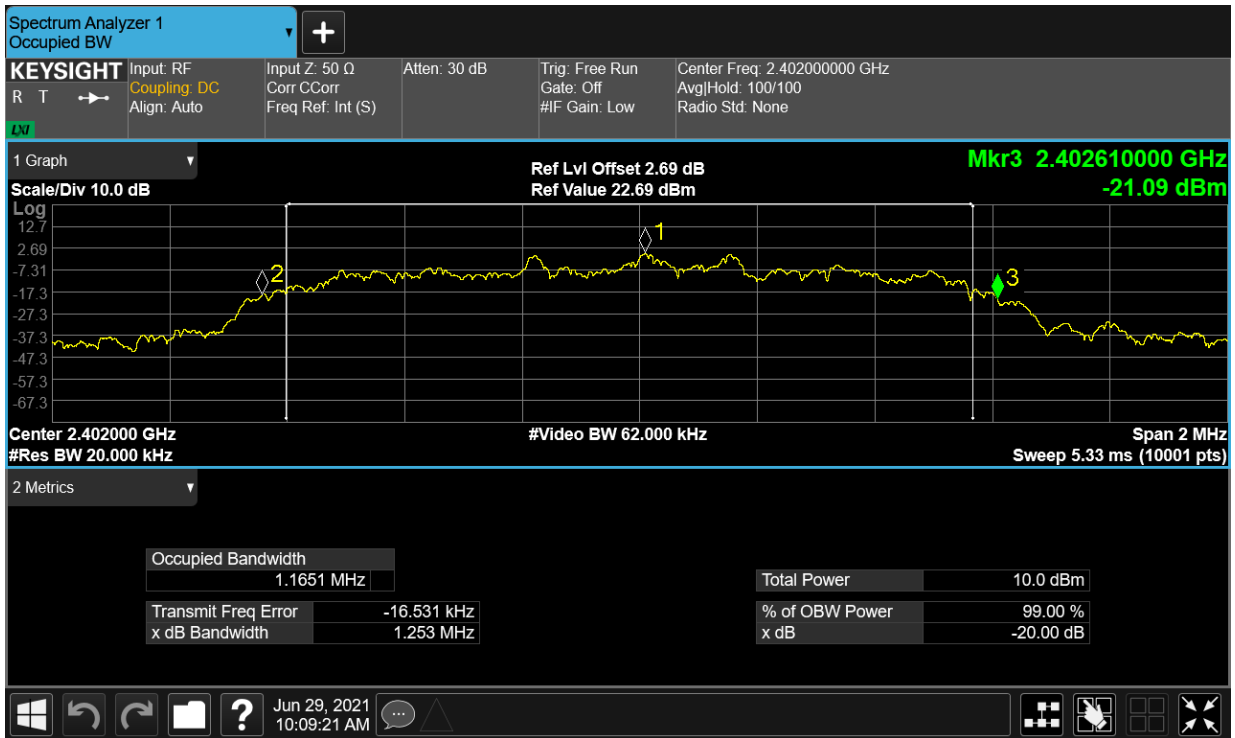 Spectrum Analyzer 1
Occupied BW
KEYSIGHT
R T
LXI
Input: RF
Coupling: DC
Align: Auto
Input Z: 50 Ω
Corr CCorr
Freq Ref: Int (S)
Atten: 30 dB
Trig: Free Run
Gate: Off
#IF Gain: Low
Center Freq: 2.402000000 GHz
Avg|Hold: 100/100
Radio Std: None
1 Graph
Scale/Div 10.0 dB
Ref Lvl Offset 2.69 dB
Ref Value 22.69 dBm
Mkr3 2.402610000 GHz
-21.09 dBm
Log
12.7
2.69
-7.31
-17.3
-27.3
-37.3
-47.3
-57.3
-67.3
1
2
3
Center 2.402000 GHz
#Video BW 62.000 kHz
Span 2 MHz
#Res BW 20.000 kHz
Sweep 5.33 ms (10001 pts)
2 Metrics
Occupied Bandwidth
1.1651 MHz
Transmit Freq Error -16.531 kHz
x dB Bandwidth 1.253 MHz
Total Power 10.0 dBm
% of OBW Power 99.00 %
x dB -20.00 dB
?
Jun 29, 2021
10:09:21 AM